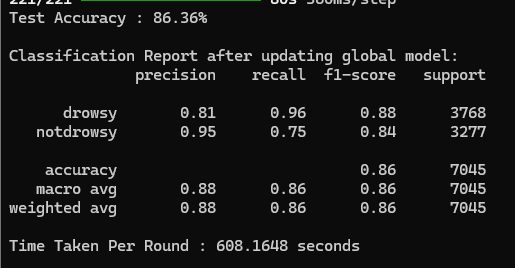 221/221 80s 360ms/step
Test Accuracy : 86.36%
Classification Report after updating global model:
precision recall f1-score support
drowsy 0.81 0.96 0.88 3768
notdrowsy 0.95 0.75 0.84 3277
accuracy 0.86 7045
macro avg 0.88 0.86 0.86 7045
weighted avg 0.88 0.86 0.86 7045
Time Taken Per Round : 608.1648 seconds